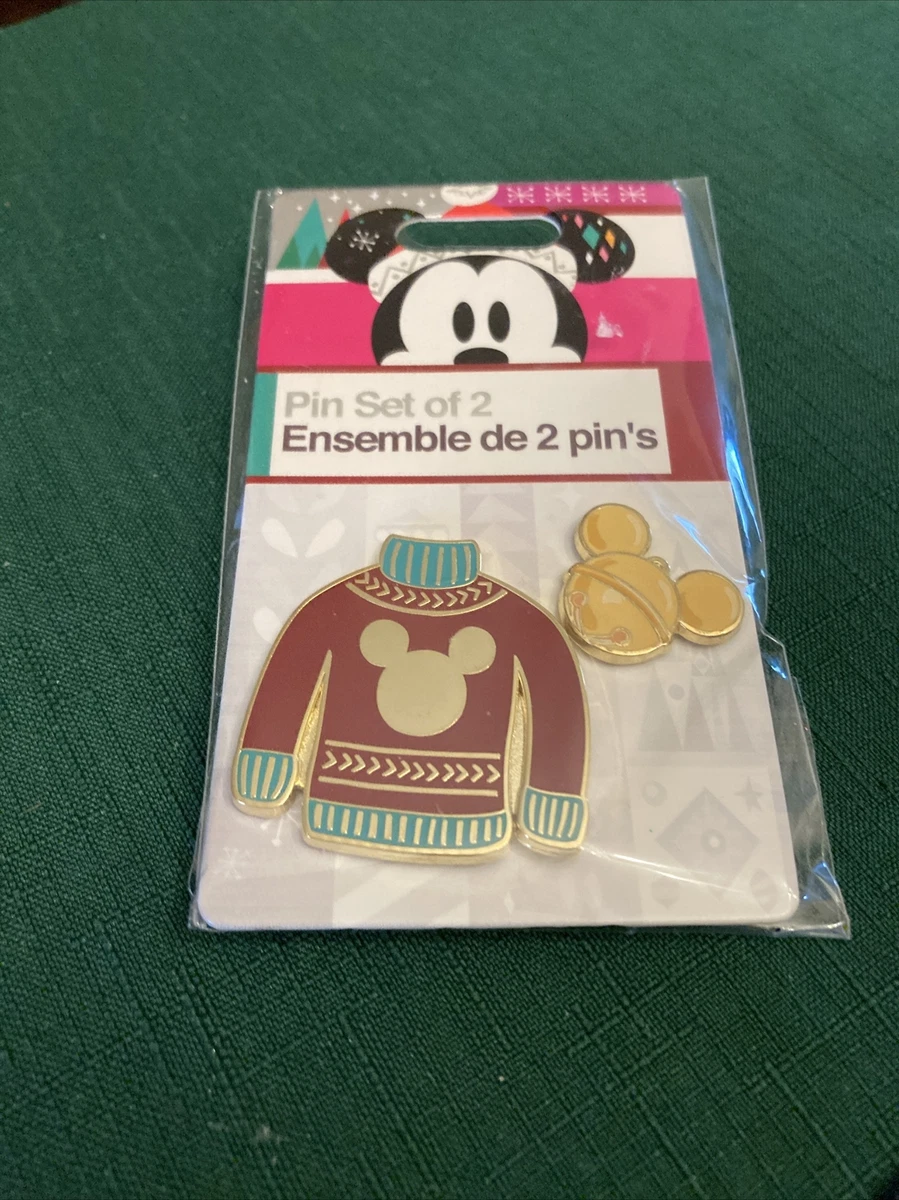 Pin Set of 2
Ensemble de 2 pin's